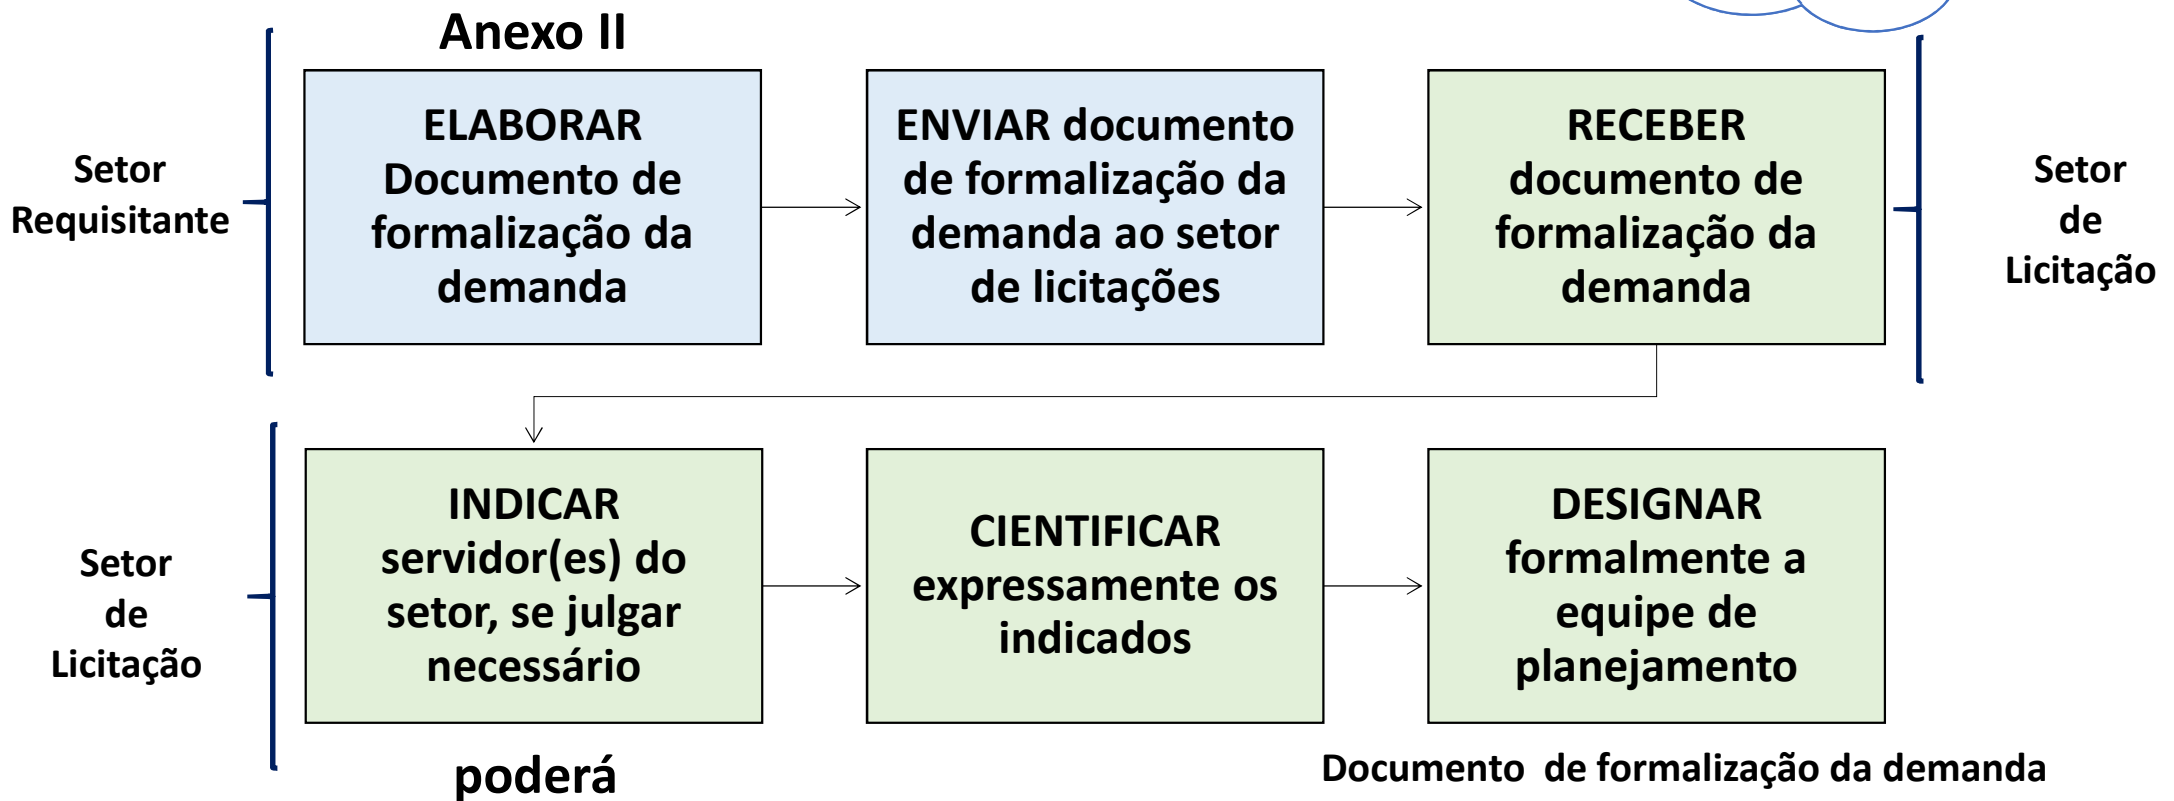 Anexo II
Setor
Requisitante
ELABORAR
Documento de
formalização da
demanda
ENVIAR documento
de formalização da
demanda ao setor
de licitações
RECEBER
documento de
formalização da
demanda
Setor
de
Licitação
Setor
de
Licitação
INDICAR
servidor(es) do
setor, se julgar
necessário
CIENTIFICAR
expressamente os
indicados
DESIGNAR
formalmente a
equipe de
planejamento
poderá
Documento de formalização da demanda